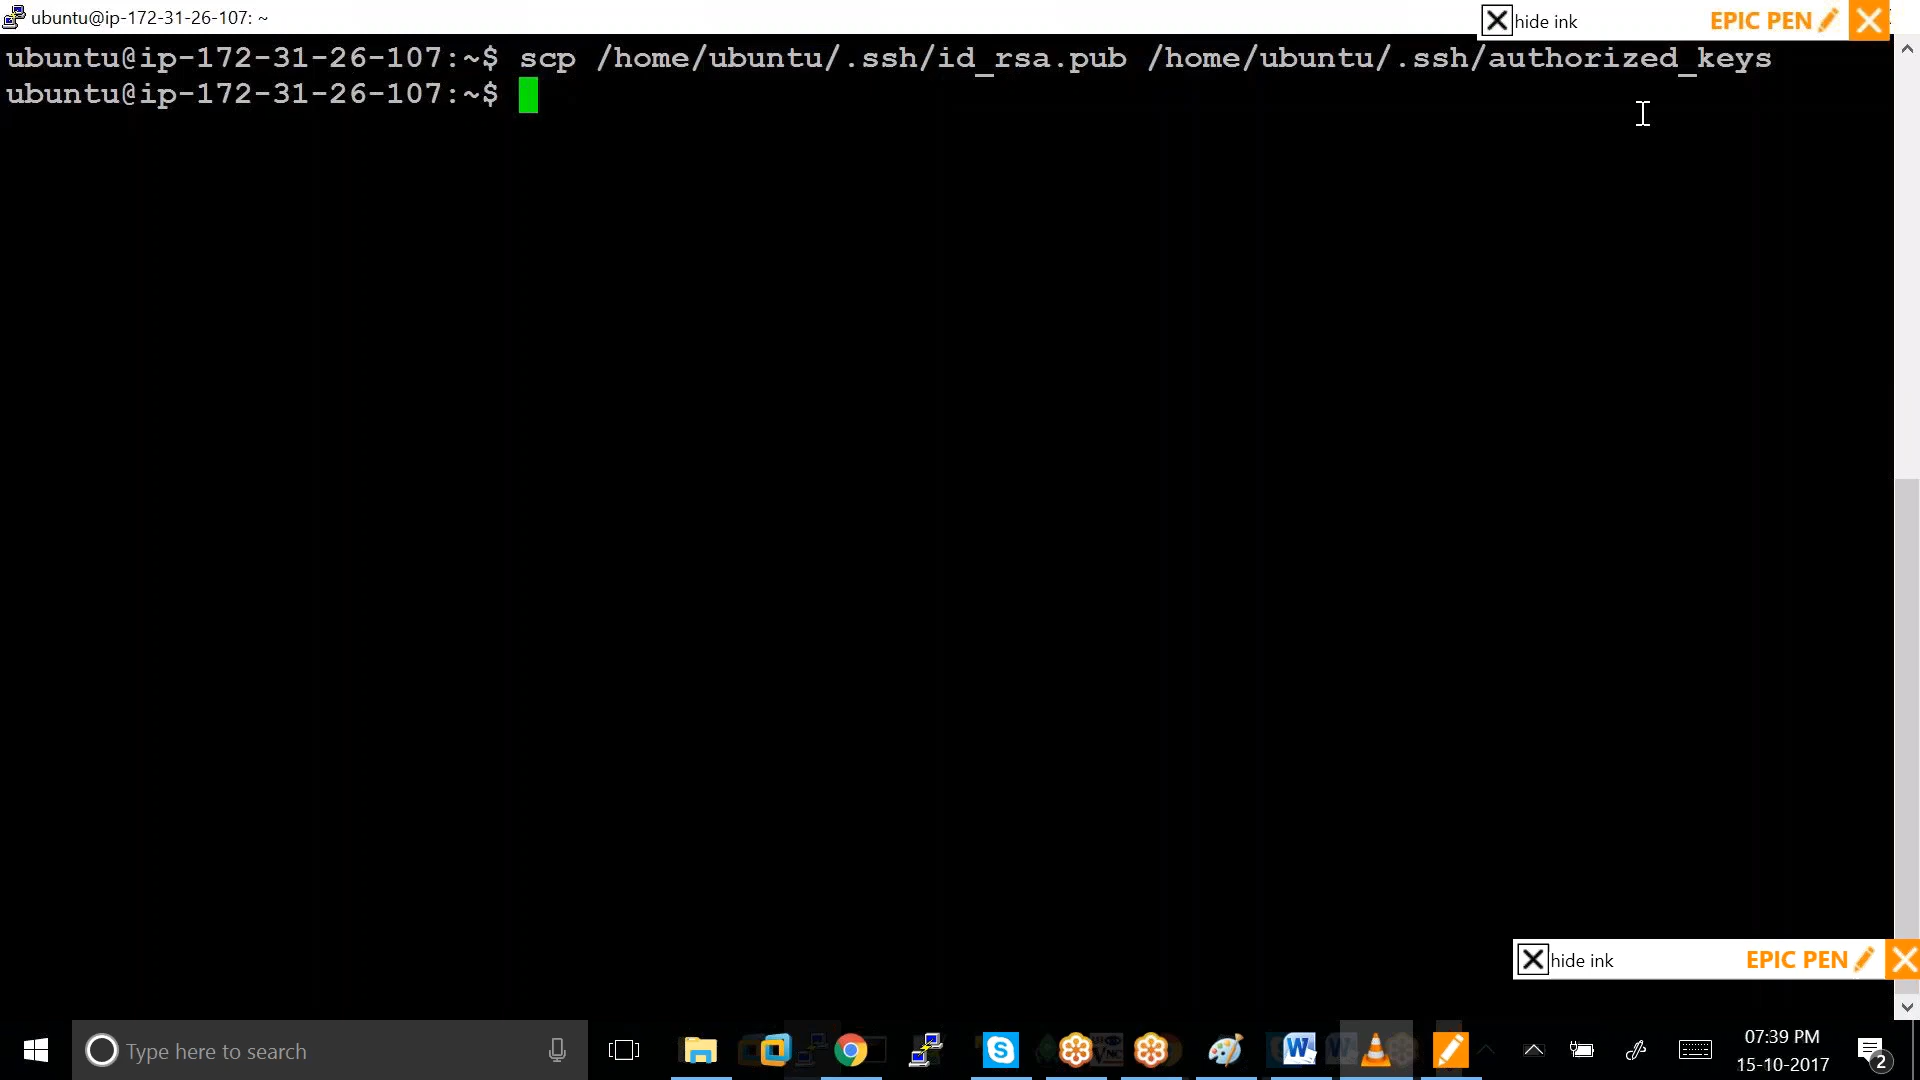 ubuntu@ip-172-31-26-107: ~
hide ink
EPIC PEN
ubuntu@ip-172-31-26-107:~$ scp /home/ubuntu/.ssh/id_rsa.pub /home/ubuntu/.ssh/authorized_keys
ubuntu@ip-172-31-26-107:~$
hide ink
EPIC PEN
Type here to search
07:39 PM
15-10-2017
2